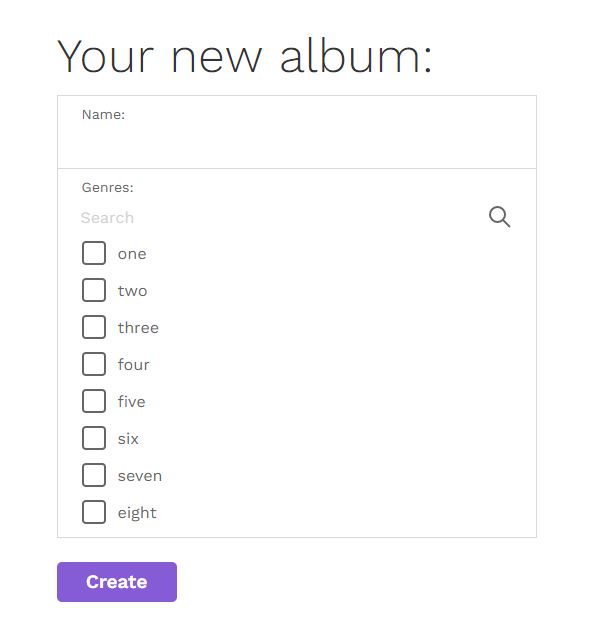 Your new album:
Name:
Genres:
Search
one
two
three
four
five
six
seven
eight
Create